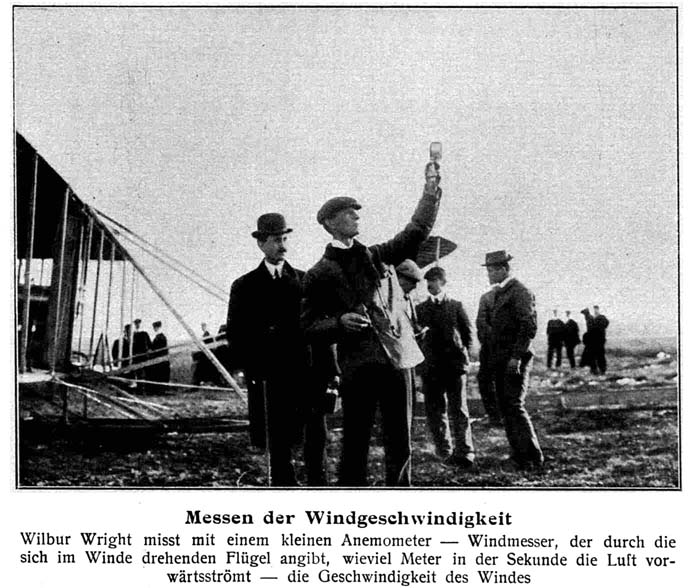 Messen der Windgeschwindigkeit
Wilbur Wright misst mit einem kleinen Anemometer — Windmesser, der durch die
sich im Winde drehenden Flügel angibt, wieviel Meter in der Sekunde die Luft vor-
wärtsströmt — die Geschwindigkeit des Windes